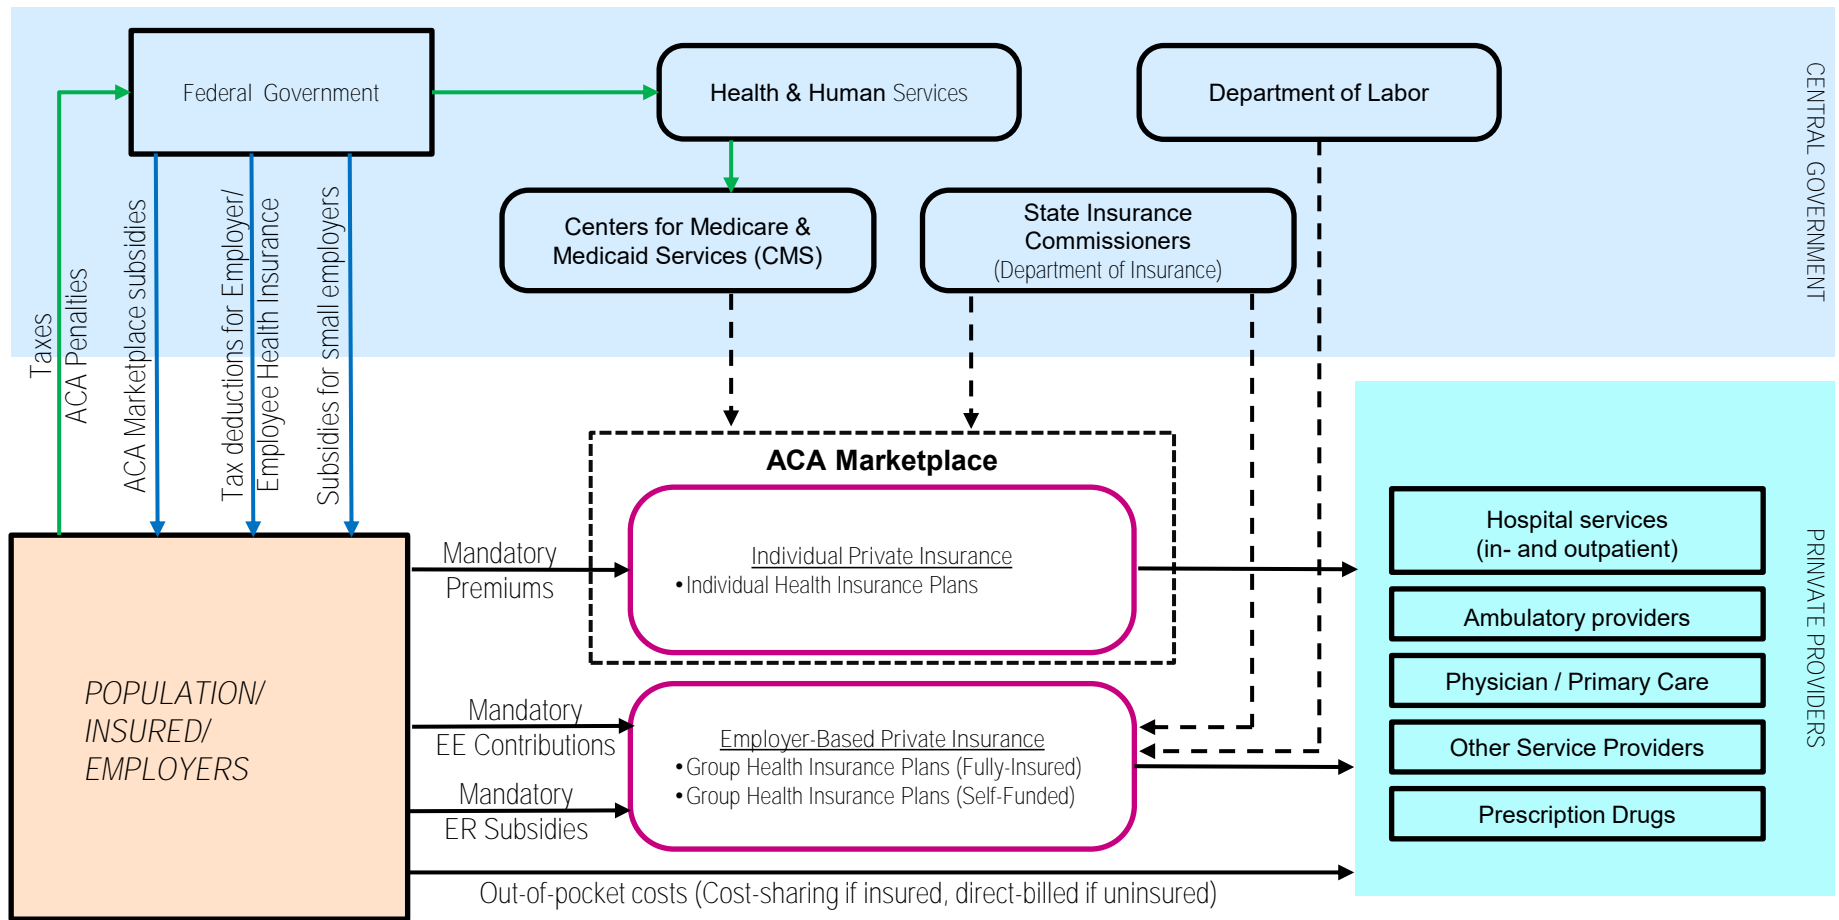 Federal Government
Health & Human Services
Department of Labor
CENTRAL GOVERNMENT
Centers for Medicare &
Medicaid Services (CMS)
State Insurance
Commissioners
(Department of Insurance)
Taxes
ACA Penalties
ACA Marketplace subsidies
Tax deductions for Employer/
Employee Health Insurance
Subsidies for small employers
ACA Marketplace
Individual Private Insurance
•Individual Health Insurance Plans
Mandatory
Premiums
POPULATION/
INSURED/
EMPLOYERS
Mandatory
EE Contributions
Mandatory
ER Subsidies
Employer-Based Private Insurance
•Group Health Insurance Plans (Fully-Insured)
•Group Health Insurance Plans (Self-Funded)
Out-of-pocket costs (Cost-sharing if insured, direct-billed if uninsured)
Hospital services
(in- and outpatient)
Ambulatory providers
Physician / Primary Care
Other Service Providers
Prescription Drugs
PRINVATE PROVIDERS